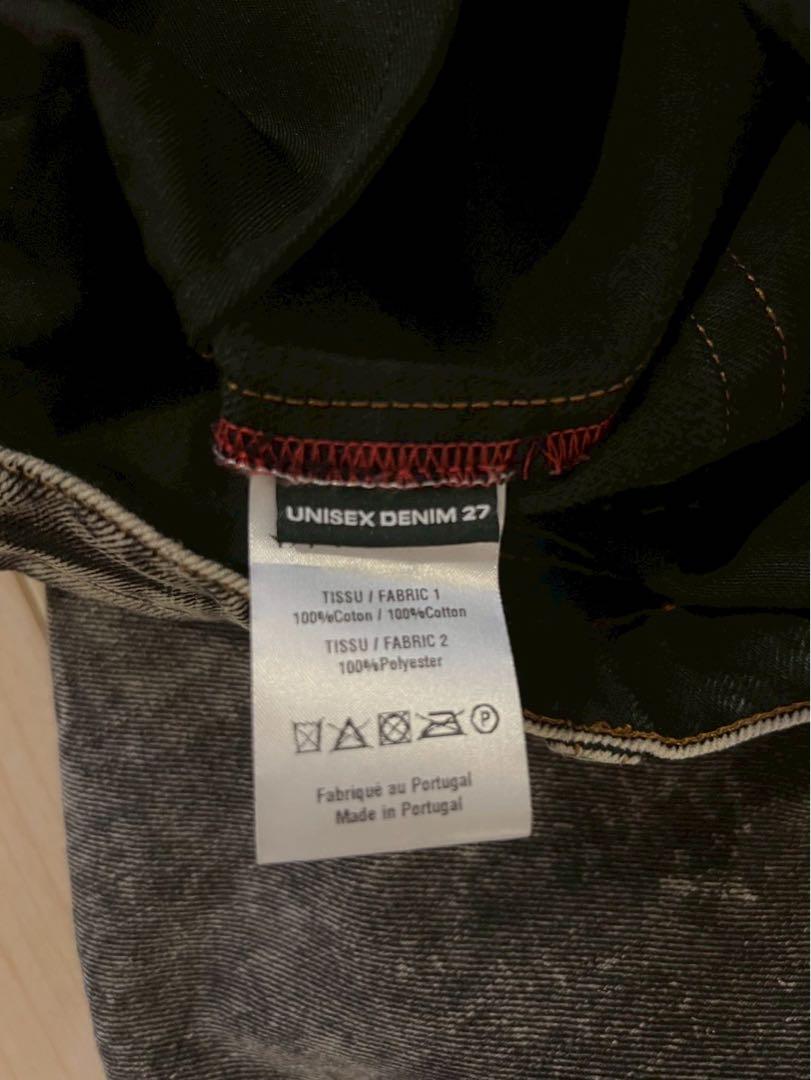 UNISEX DENIM 27
TISSU / FABRIC 1
100%Coton / 100%Cotton
TISSU / FABRIC 2
100%Polyester
P
Fabriqué au Portugal
Made in Portugal